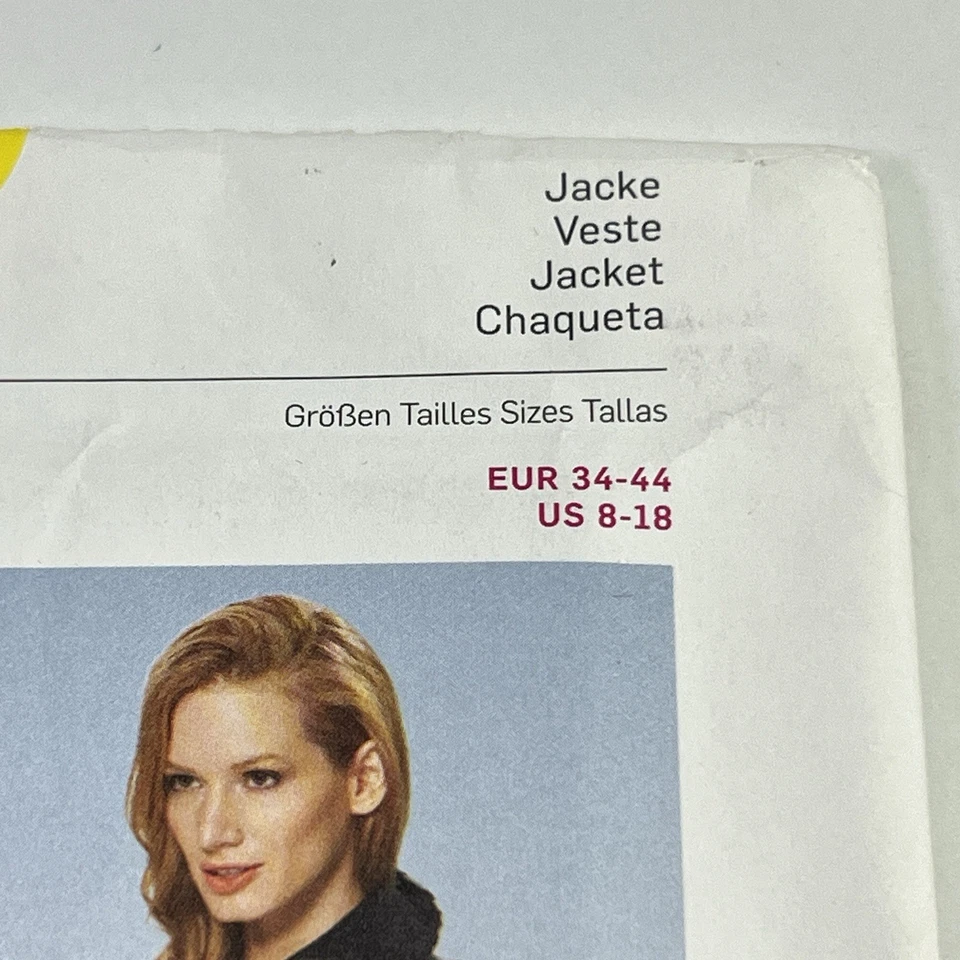 Jacke
Veste
Jacket
Chaqueta
Größen Tailles Sizes Tallas
EUR 34-44
US 8-18